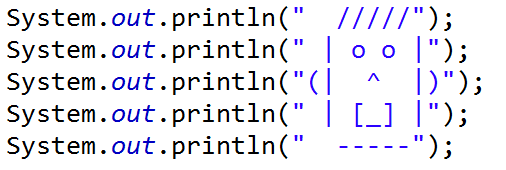 System.out.println("  /////");
System.out.println(" | o o |");
System.out.println("(|  ^  |)");
System.out.println(" | [_] |");
System.out.println("  -----");